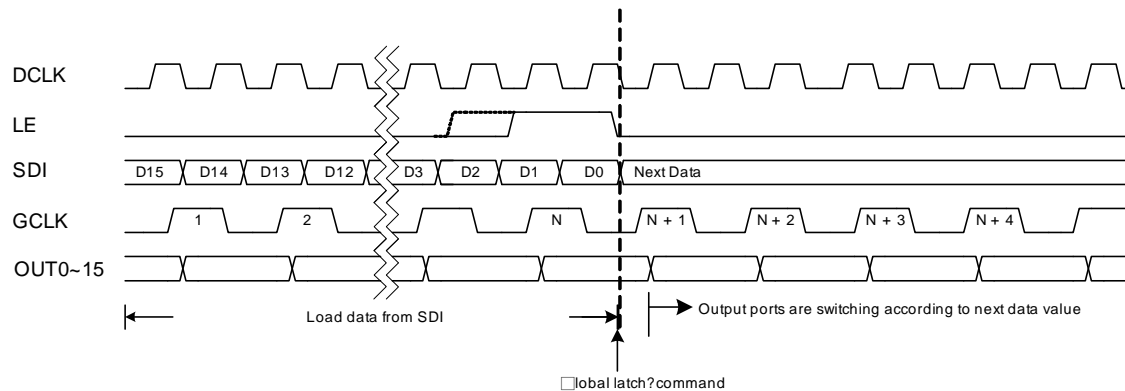 DCLK
LE
SDI D15 D14 D13 D12 D3 D2 D1 D0 Next Data
GCLK 1 2 N N + 1 N + 2 N + 3 N + 4
OUT0~15
Load data from SDI
Output ports are switching according to next data value
□lobal latch?command